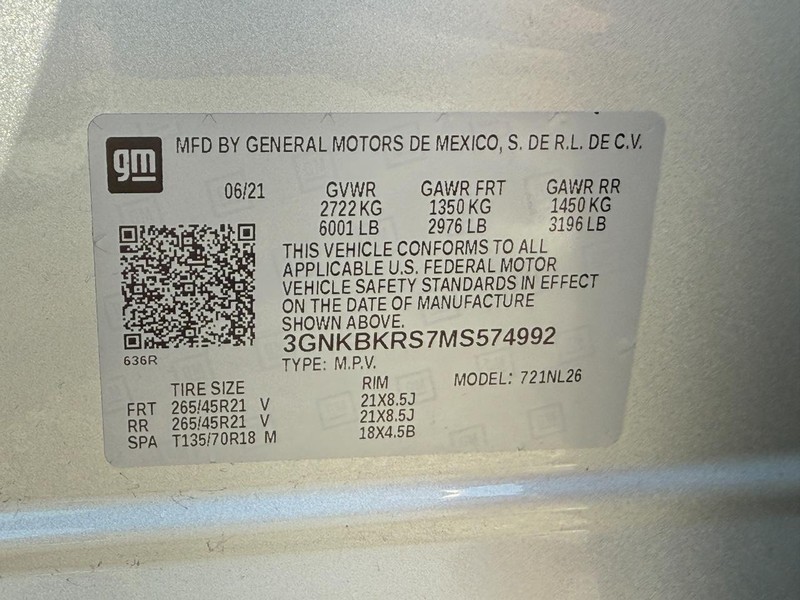 gm
MFD BY GENERAL MOTORS DE MEXICO, S. DE R.L. DE C.V.
06/21 GVWR GAWR FRT GAWR RR
2722 KG 1350 KG 1450 KG
6001 LB 2976 LB 3196 LB
THIS VEHICLE CONFORMS TO ALL
APPLICABLE U.S. FEDERAL MOTOR
VEHICLE SAFETY STANDARDS IN EFFECT
ON THE DATE OF MANUFACTURE
SHOWN ABOVE.
3GNKBKRS7MS574992
636R
TYPE: M.P.V.
MODEL: 721NL26
TIRE SIZE RIM
FRT 265/45R21 V 21X8.5J
RR 265/45R21 V 21X8.5J
SPA T135/70R18 M 18X4.5B